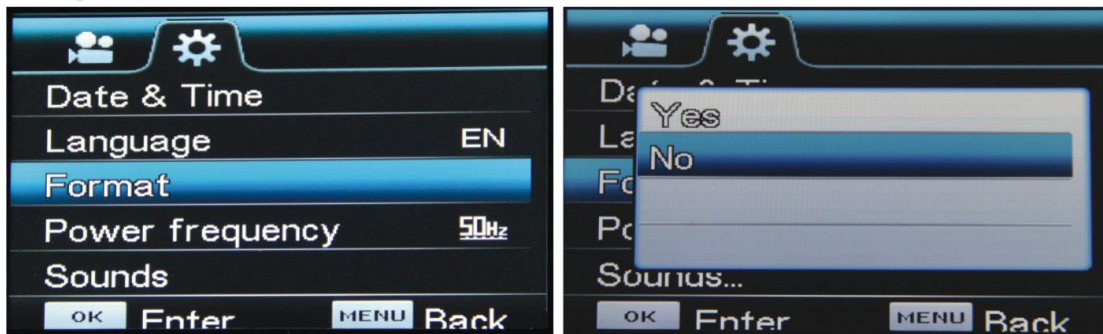 Date & Time
Language EN
Format
Power frequency 50Hz
Sounds
OK Enter MENU Back
Yes
No
Sounds...
OK Enter MENU Back